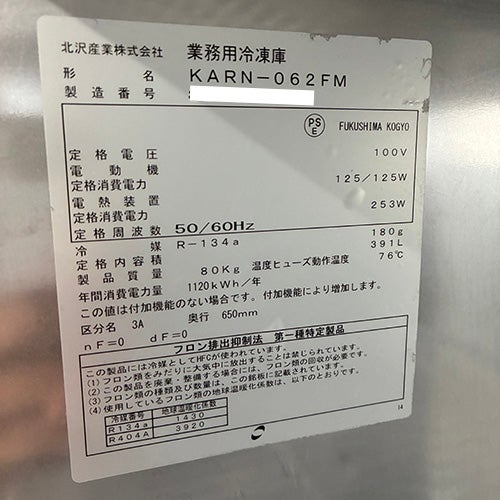 北沢産業株式会社 業務用冷凍庫
形名 KARN-062FM
製造番号
PSE FUKUSHIMA KOGYO
定格電圧 100V
電動機
定格消費電力 125/125W
電熱装置
定格消費電力 253W
定格周波数 50/60Hz
冷媒 R-134a 180g
定格内容積 391L
製品質量 80Kg 温度ヒューズ動作温度 76℃
年間消費電力量 1120kWh/年
この値は付加機能のない場合です。付加機能により増加します。
区分名 3A 奥行 650mm
nF=0 dF=0
フロン排出抑制法 第一種特定製品
この製品には冷媒としてHFCが使われています。
(1) フロン類をみだりに大気中に放出することは禁じられています。
(2) この製品を廃棄・整備する場合には、フロン類の回収が必要です。
(3) フロン類の種類及び数量は、この銘板に記載されています。
(4) 使用しているフロン類の地球温暖化係数は、以下のとおりです。
冷媒番号 地球温暖化係数
R134a 1430
R404A 3920
14